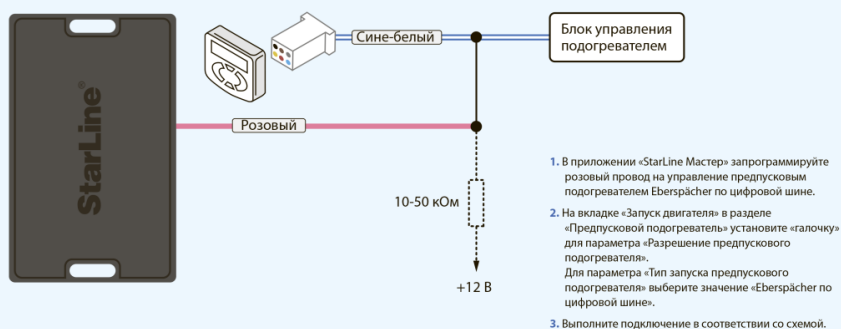 StarLine®
Сине-белый
Блок управления
подогревателем
Розовый
10-50 кОм
+12 В
1. В приложении «StarLine Мастер» запрограммируйте
розовый провод на управление предпусковым
подогревателем Eberspächer по цифровой шине.
2. На вкладке «Запуск двигателя» в разделе
«Предпусковой подогреватель» установите «галочку»
для параметра «Разрешение предпускового
подогревателя».
Для параметра «Тип запуска предпускового
подогревателя» выберите значение «Eberspächer по
цифровой шине».
3. Выполните подключение в соответствии со схемой.